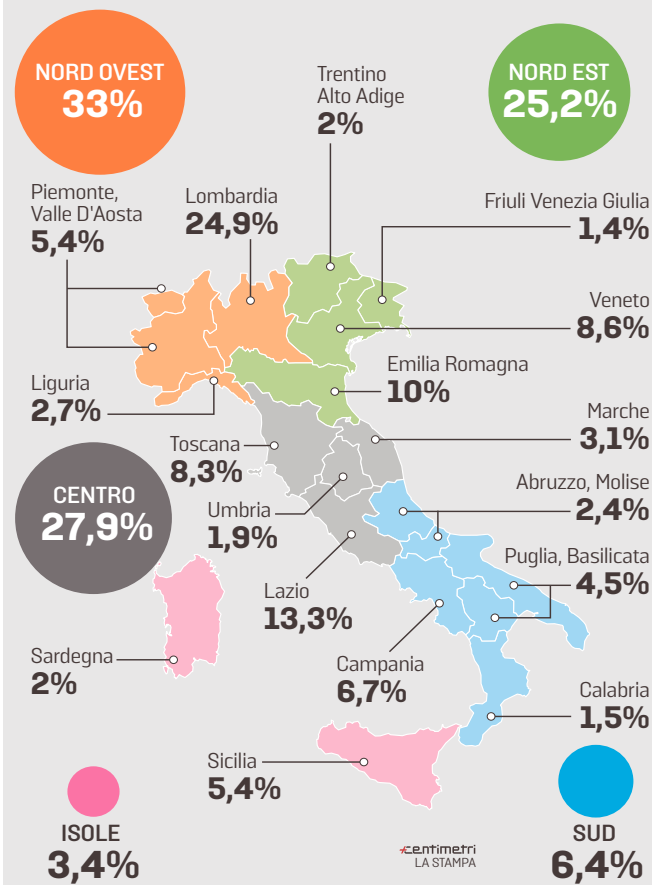 NORD OVEST
33%
Trentino
Alto Adige
2%
NORD EST
25,2%
Piemonte,
Valle D'Aosta
5,4%
Lombardia
24,9%
Friuli Venezia Giulia
1,4%
Veneto
8,6%
Emilia Romagna
10%
Liguria
2,7%
Marche
3,1%
Toscana
8,3%
CENTRO
27,9%
Umbria
1,9%
Abruzzo, Molise
2,4%
Puglia, Basilicata
4,5%
Lazio
13,3%
Sardegna
2%
Campania
6,7%
Calabria
1,5%
Sicilia
5,4%
ISOLE
3,4%
centimetri
LA STAMPA
SUD
6,4%